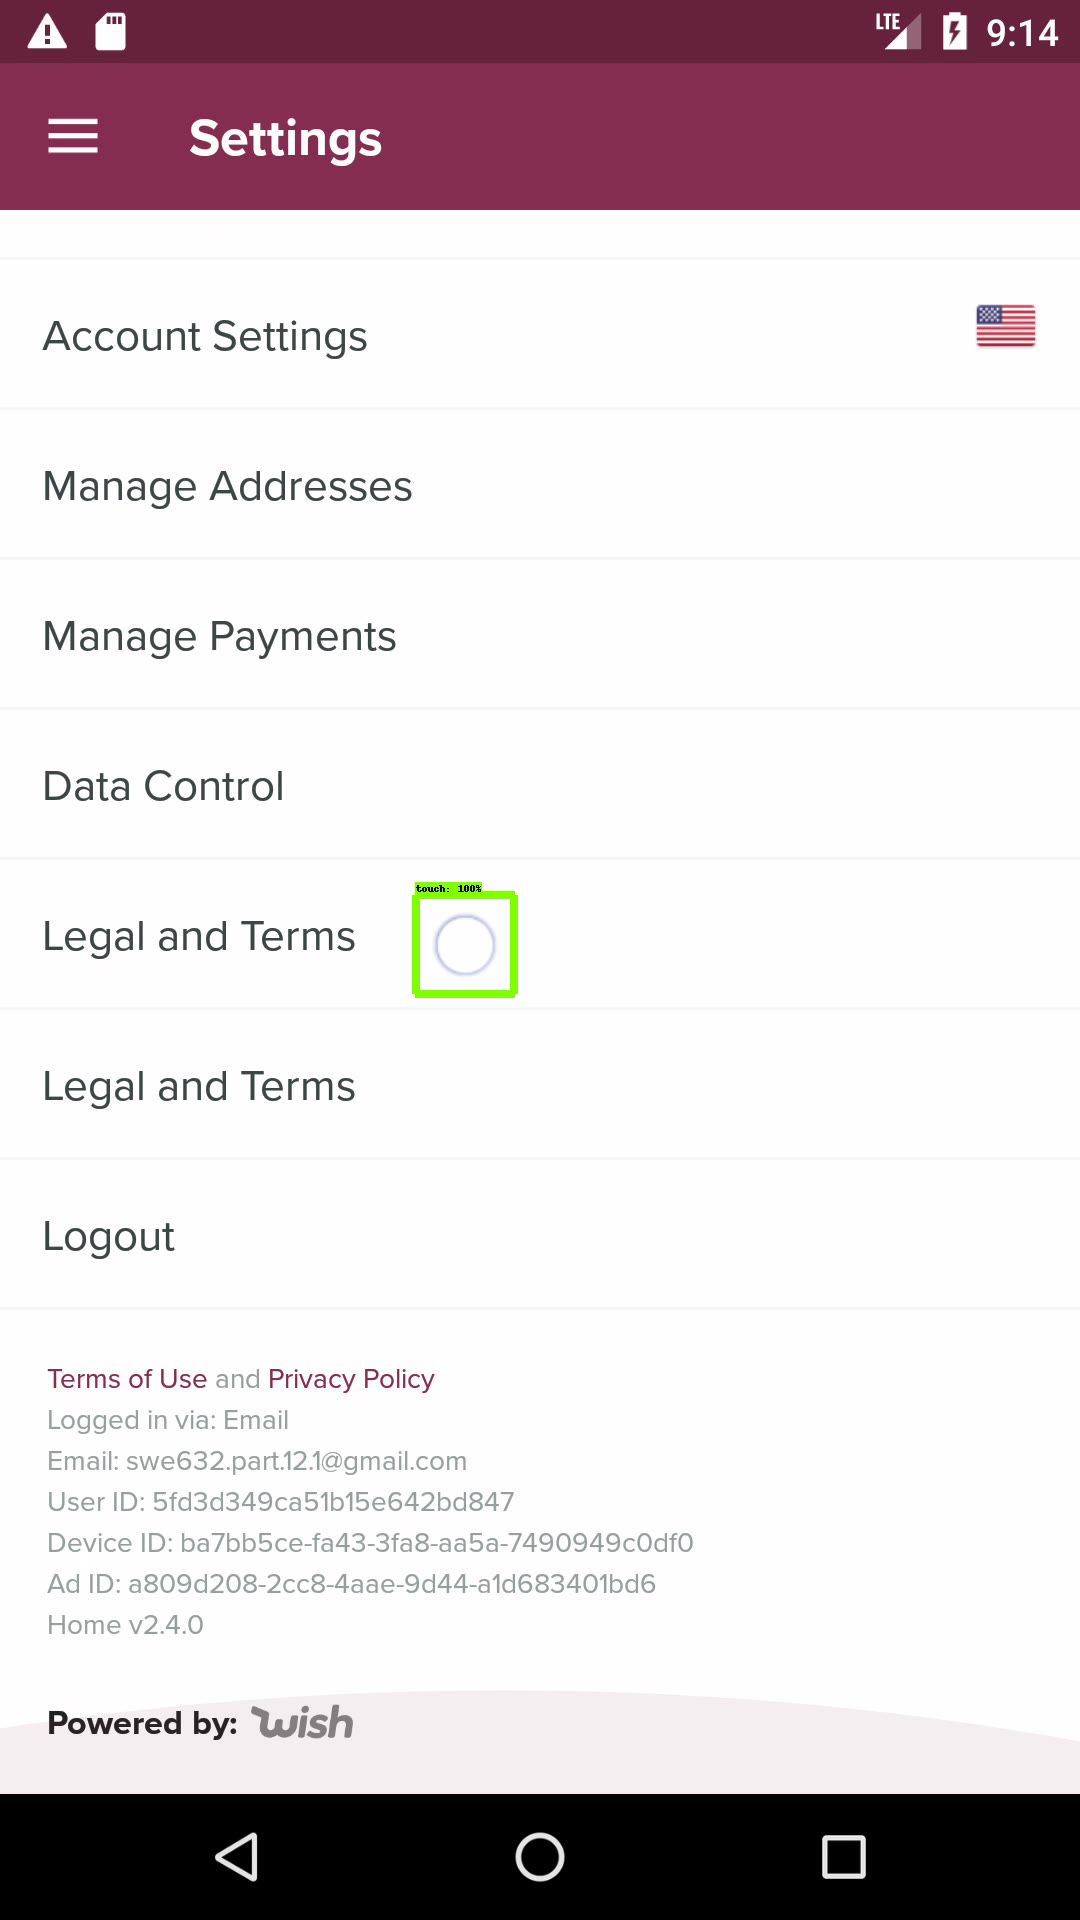 LTE 9:14
Settings
Account Settings
Manage Addresses
Manage Payments
Data Control
touch: 100%
Legal and Terms
Legal and Terms
Logout
Terms of Use and Privacy Policy
Logged in via: Email
Email: swe632.part.12.1@gmail.com
User ID: 5fd3d349ca51b15e642bd847
Device ID: ba7bb5ce-fa43-3fa8-aa5a-7490949c0df0
Ad ID: a809d208-2cc8-4aae-9d44-a1d683401bd6
Home v2.4.0
Powered by: wish